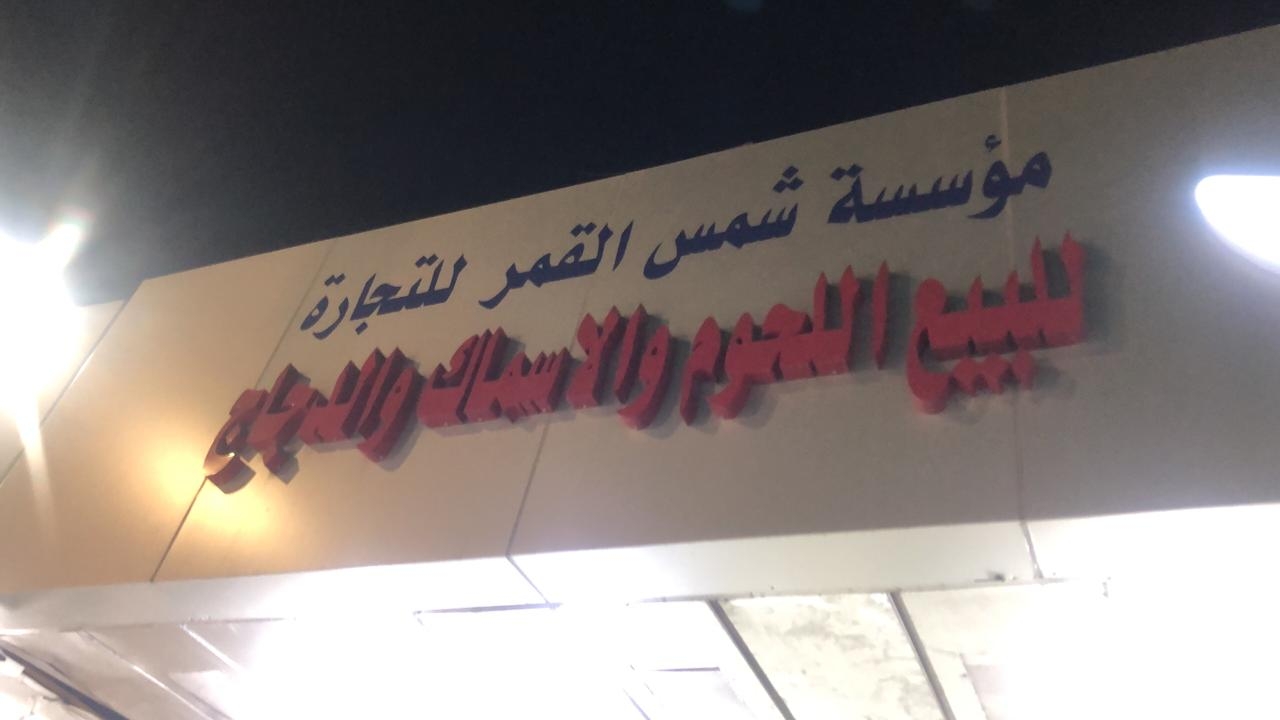 مؤسسة شمس القمر للتجارة
لبيع اللحوم والاسماك والدجاج